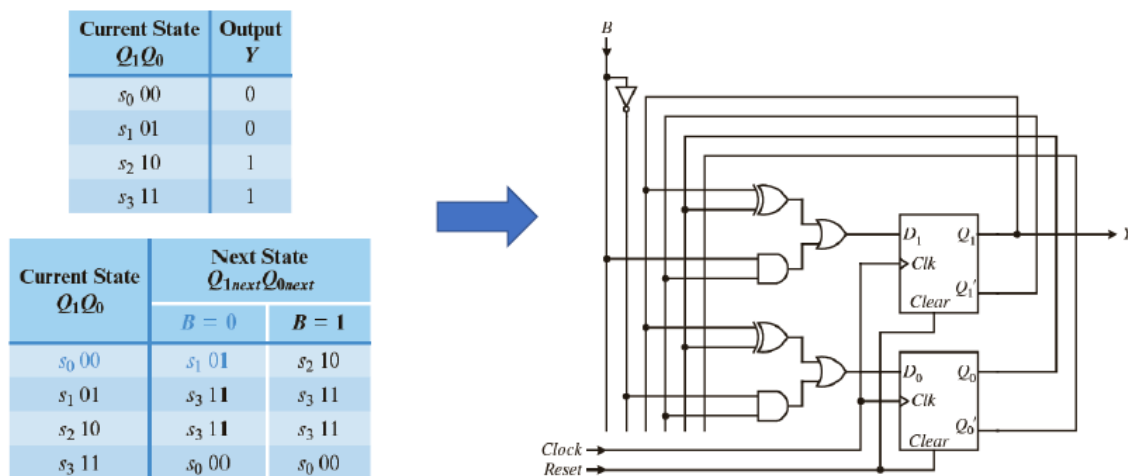 Current State Output
Q1Q0 Y
s0 00 0
s1 01 0
s2 10 1
s3 11 1
Current State
Q1Q0
Next State
Q1nextQ0next
B = 0 B = 1
s0 00 s1 01 s2 10
s1 01 s3 11 s3 11
s2 10 s3 11 s3 11
s3 11 s0 00 s0 00
B
D1 Q1 Y
Clk
Q1'
Clear
D0 Q0
Clk
Q0'
Clear
Clock
Reset